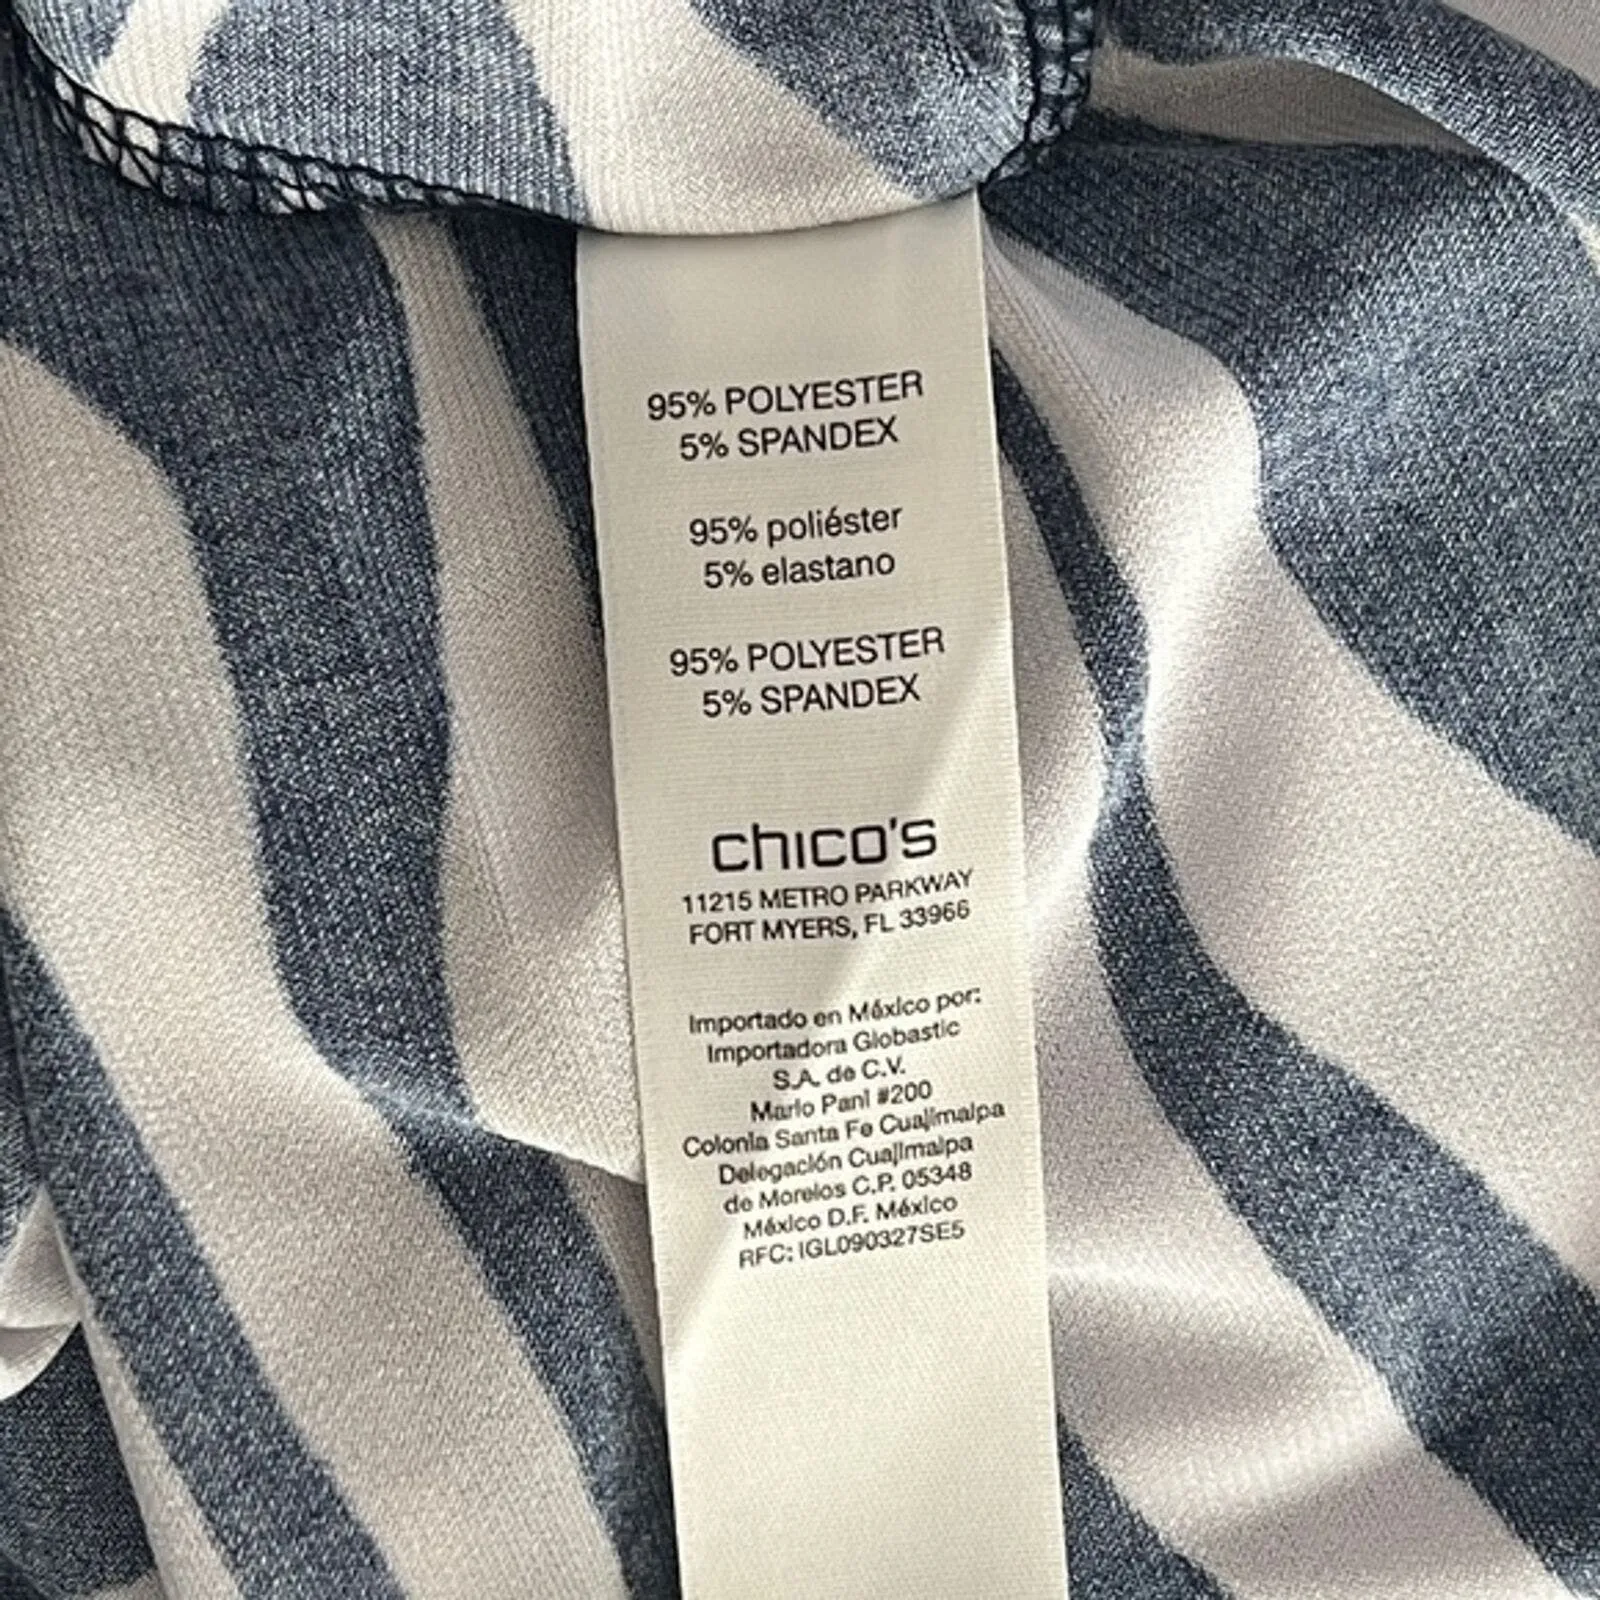 95% POLYESTER
5% SPANDEX
95% poliéster
5% elastano
95% POLYESTER
5% SPANDEX
chico's
11215 METRO PARKWAY
FORT MYERS, FL 33966
Importado en México por:
Importadora Globastic
S.A. de C.V.
Mario Pani #200
Colonia Santa Fe Cuajimalpa
Delegación Cuajimalpa
de Morelos C.P. 05348
México D.F. México
RFC: IGL090327SE5